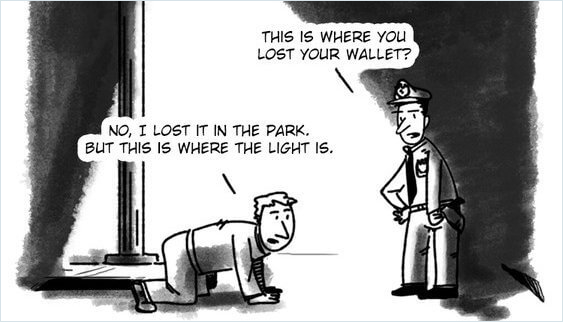 THIS IS WHERE YOU
LOST YOUR WALLET?
NO, I LOST IT IN THE PARK.
BUT THIS IS WHERE THE LIGHT IS.